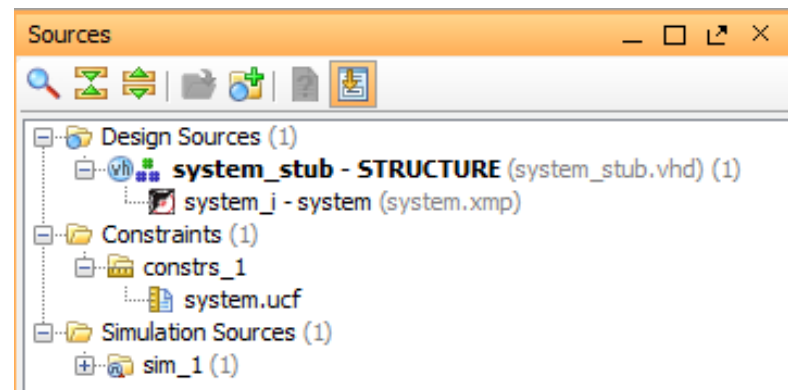 Sources
Design Sources (1)
system_stub - STRUCTURE (system_stub.vhd) (1)
system_i - system (system.xmp)
Constraints (1)
constrs_1
system.ucf
Simulation Sources (1)
sim_1 (1)